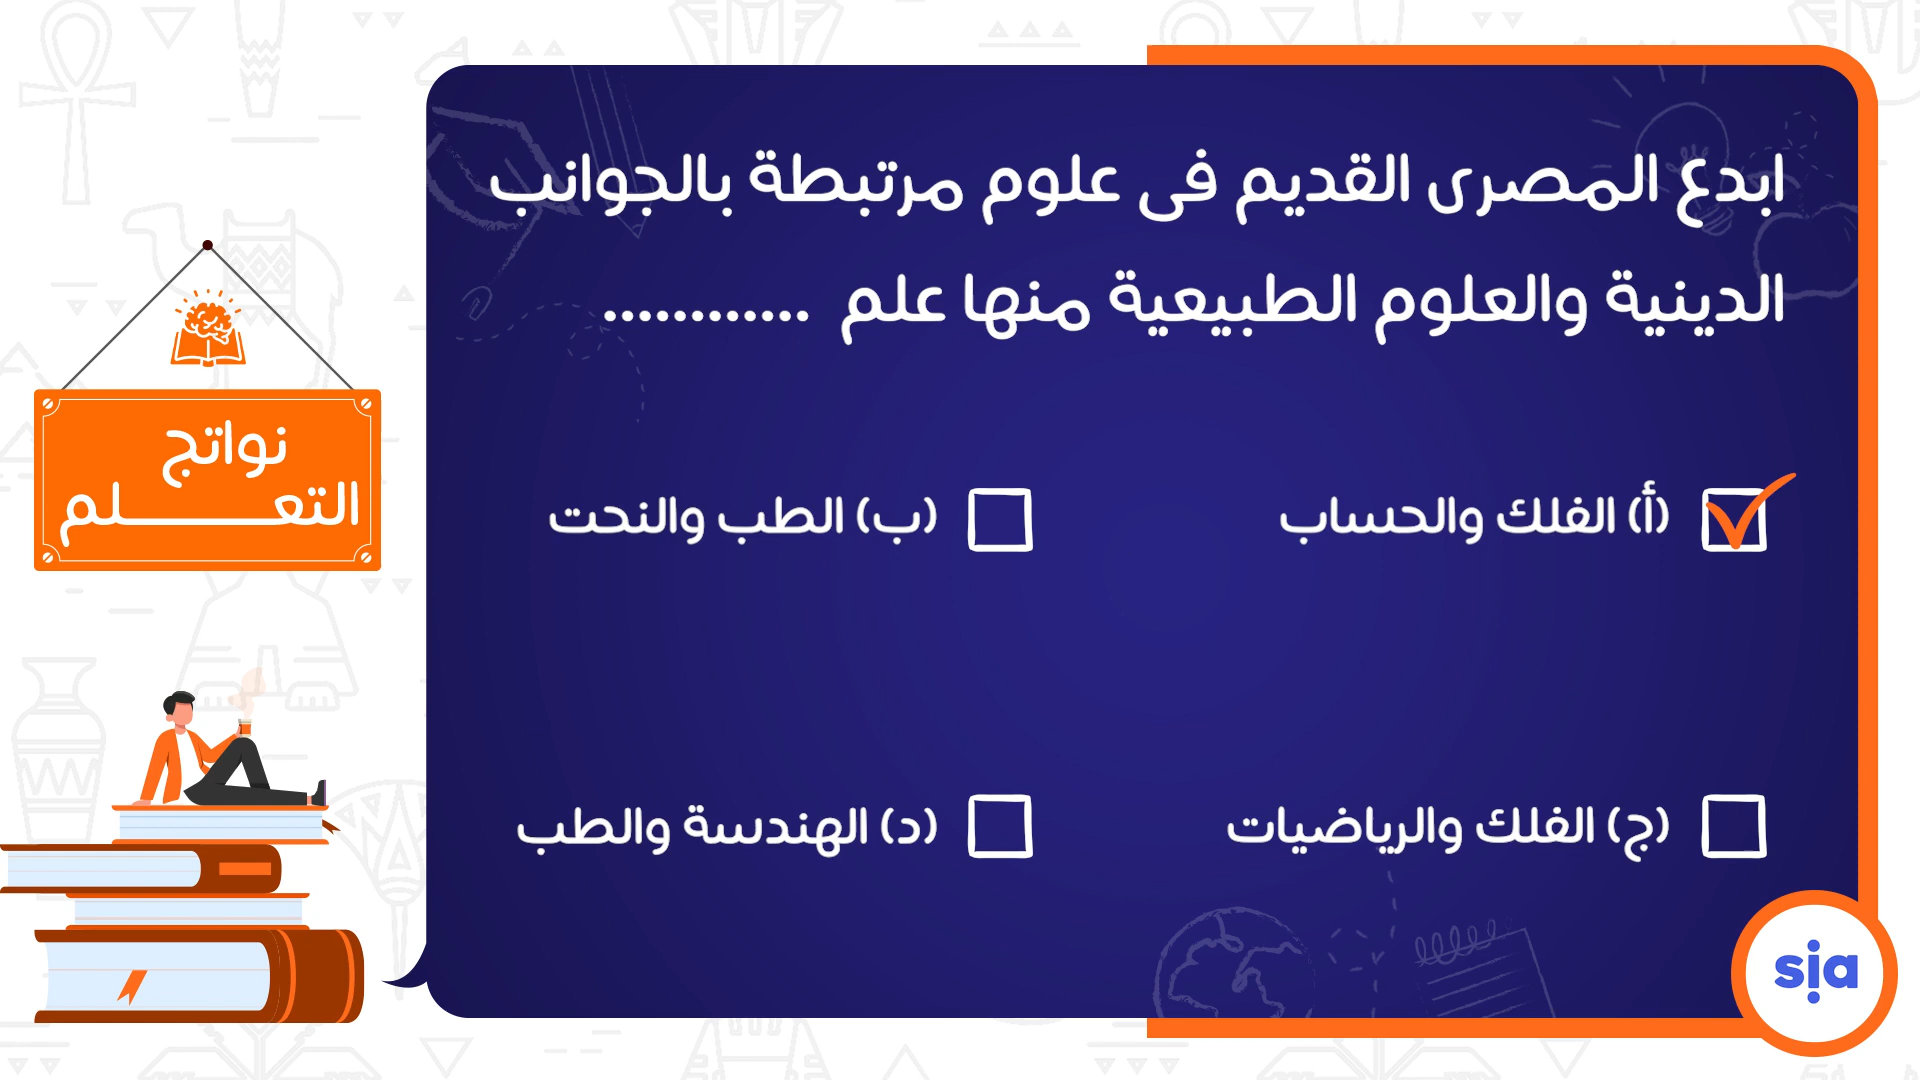 ابدع المصرى القديم فى علوم مرتبطة بالجوانب
الدينية والعلوم الطبيعية منها علم ............
(أ) الفلك والحساب
(ب) الطب والنحت
(ج) الفلك والرياضيات
(د) الهندسة والطب
نواتج
التعـــــــلم
sia